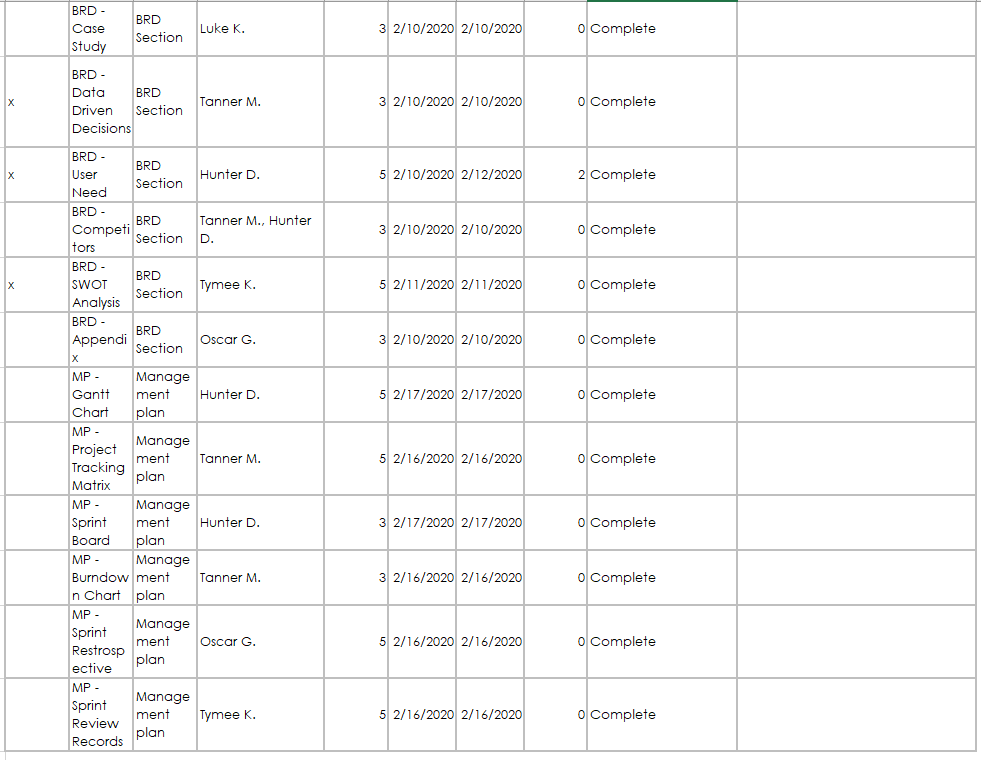 BRD - Case Study BRD Section Luke K. 3 2/10/2020 2/10/2020 0 Complete
x BRD - Data Driven Decisions BRD Section Tanner M. 3 2/10/2020 2/10/2020 0 Complete
x BRD - User Need BRD Section Hunter D. 5 2/10/2020 2/12/2020 2 Complete
BRD - Competitors BRD Section Tanner M., Hunter D. 3 2/10/2020 2/10/2020 0 Complete
x BRD - SWOT Analysis BRD Section Tymee K. 5 2/11/2020 2/11/2020 0 Complete
BRD - Appendix BRD Section Oscar G. 3 2/10/2020 2/10/2020 0 Complete
MP - Gantt Chart Management plan Hunter D. 5 2/17/2020 2/17/2020 0 Complete
MP - Project Tracking Matrix Management plan Tanner M. 5 2/16/2020 2/16/2020 0 Complete
MP - Sprint Board Management plan Hunter D. 3 2/17/2020 2/17/2020 0 Complete
MP - Burndown Chart Management plan Tanner M. 3 2/16/2020 2/16/2020 0 Complete
MP - Sprint Restrospective Management plan Oscar G. 5 2/16/2020 2/16/2020 0 Complete
MP - Sprint Review Records Management plan Tymee K. 5 2/16/2020 2/16/2020 0 Complete